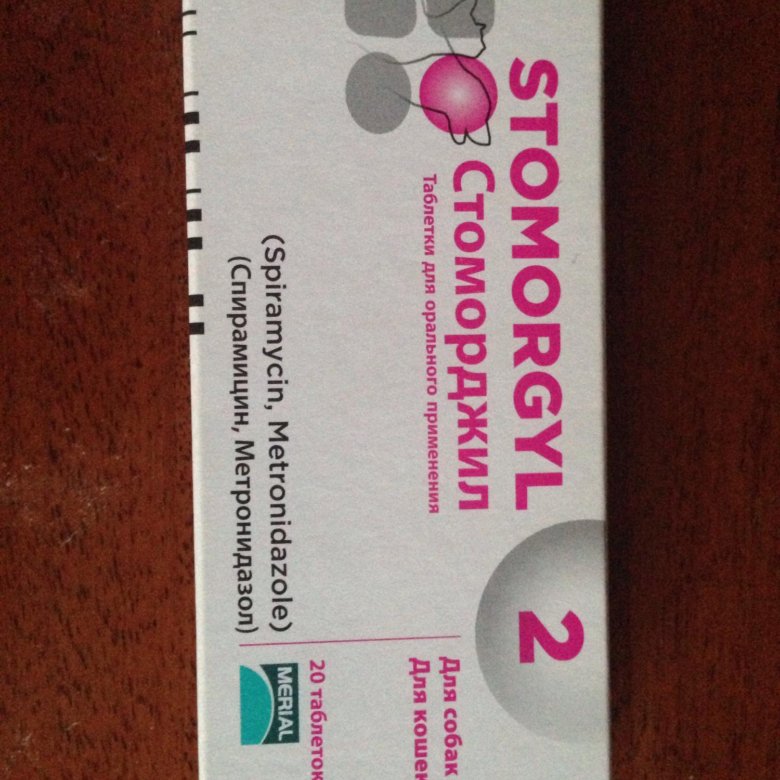 STOMORGYL
Стоморджил
Таблетки для орального применения
2
(Spiramycin, Metronidazole)
(Спирамицин, Метронидазол)
Для собак
Для кошек
20 таблеток
MERIAL